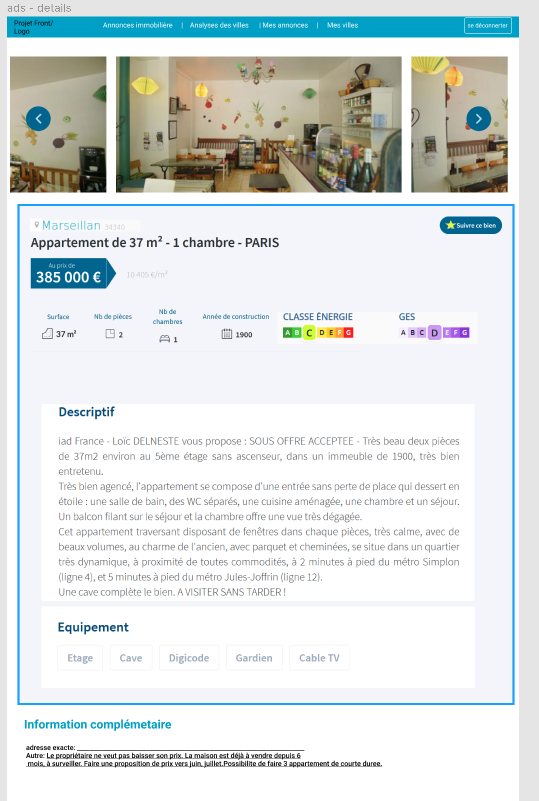 ads - details
Projet Front/
Logo
Annonces immobilière | Analyses des villes | Mes annonces | Mes villes
se déconnerter
Marseillan 34340
Suivre ce bien
Appartement de 37 m² - 1 chambre - PARIS
Au prix de
385 000 €
10 405 €/m²
Surface
37 m²
Nb de pièces
2
Nb de
chambres
1
Année de construction
1900
CLASSE ÉNERGIE
A B C D E F G
GES
A B C D E F G
Descriptif
iad France - Loïc DELNESTE vous propose : SOUS OFFRE ACCEPTEE - Très beau deux pièces
de 37m2 environ au 5ème étage sans ascenseur, dans un immeuble de 1900, très bien
entretenu.
Très bien agencé, l'appartement se compose d'une entrée sans perte de place qui dessert en
étoile : une salle de bain, des WC séparés, une cuisine aménagée, une chambre et un séjour.
Un balcon filant sur le séjour et la chambre offre une vue très dégagée.
Cet appartement traversant disposant de fenêtres dans chaque pièces, très calme, avec de
beaux volumes, au charme de l'ancien, avec parquet et cheminées, se situe dans un quartier
très dynamique, à proximité de toutes commodités, à 2 minutes à pied du métro Simplon
(ligne 4), et 5 minutes à pied du métro Jules-Joffrin (ligne 12).
Une cave complète le bien. A VISITER SANS TARDER !
Equipement
Etage
Cave
Digicode
Gardien
Cable TV
Information complémetaire
adresse exacte:
Autre: Le propriétaire ne veut pas baisser son prix. La maison est déjà à vendre depuis 6
mois, à surveiller. Faire une proposition de prix vers juin, juillet.Possibilite de faire 3 appartement de courte duree.